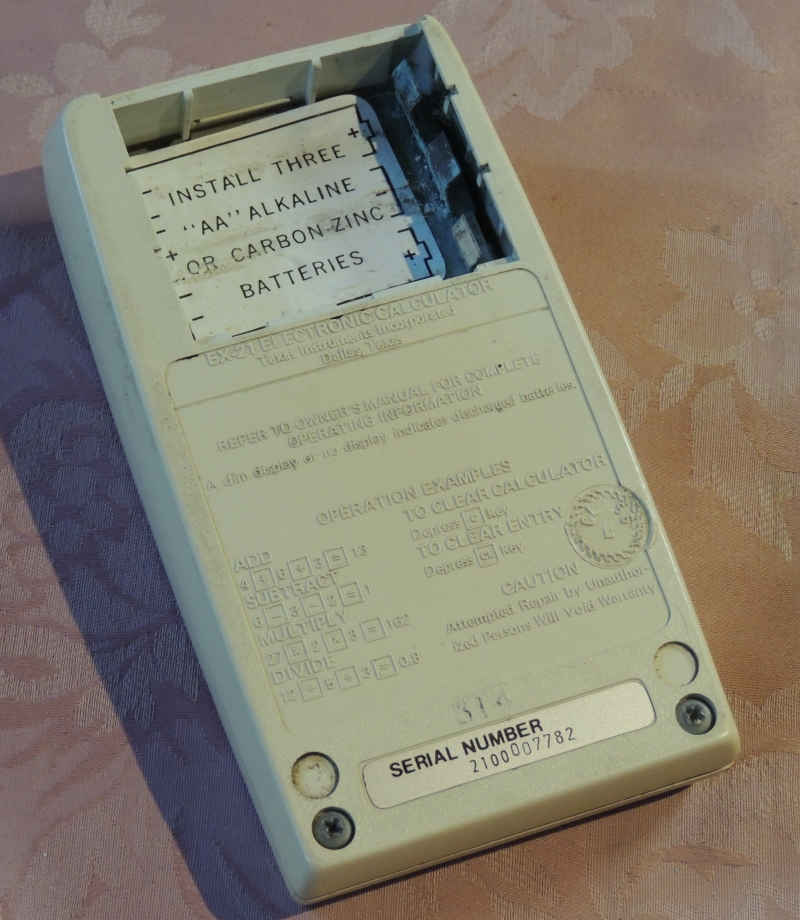 INSTALL THREE
"AA" ALKALINE
OR CARBON-ZINC
BATTERIES
EX-21 ELECTRONIC CALCULATOR
Texas Instruments Incorporated
Dallas, Texas
REFER TO OWNER'S MANUAL FOR COMPLETE
OPERATING INFORMATION
A dim display or no display indicates discharged batteries.
OPERATION EXAMPLES
ADD
4 + 6 + 3 = 13
SUBTRACT
6 − 3 − 2 = 1
MULTIPLY
27 × 2 × 3 = 162
DIVIDE
12 ÷ 5 ÷ 3 = 0.8
TO CLEAR CALCULATOR
Depress C key
TO CLEAR ENTRY
Depress CE key
CAUTION
Attempted Repair by Unauthor-
ized Persons Will Void Warranty
314
SERIAL NUMBER
2100007782